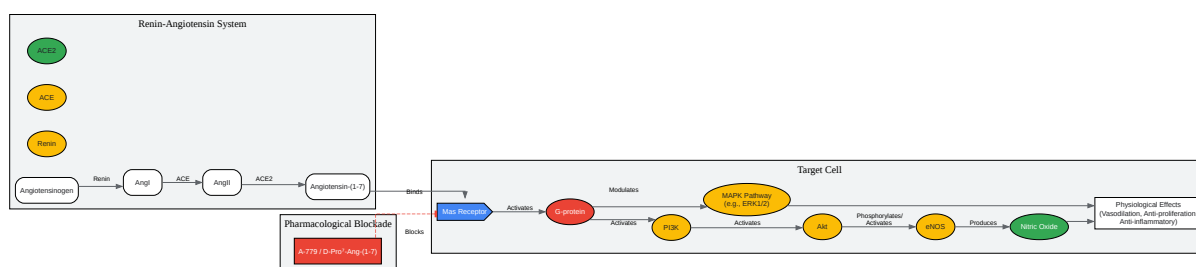 Renin-Angiotensin System
ACE2
ACE
Renin
Angiotensinogen
Renin
AngI
ACE
AngII
ACE2
Angiotensin-(1-7)
Binds
Pharmacological Blockade
A-779 / D-Pro⁷-Ang-(1-7)
Blocks
Target Cell
Mas Receptor
Activates
G-protein
Modulates
MAPK Pathway
(e.g., ERK1/2)
Activates
PI3K
Activates
Akt
Phosphorylates/
Activates
eNOS
Produces
Nitric Oxide
Physiological Effects
(Vasodilation, Anti-proliferation
Anti-inflammatory)